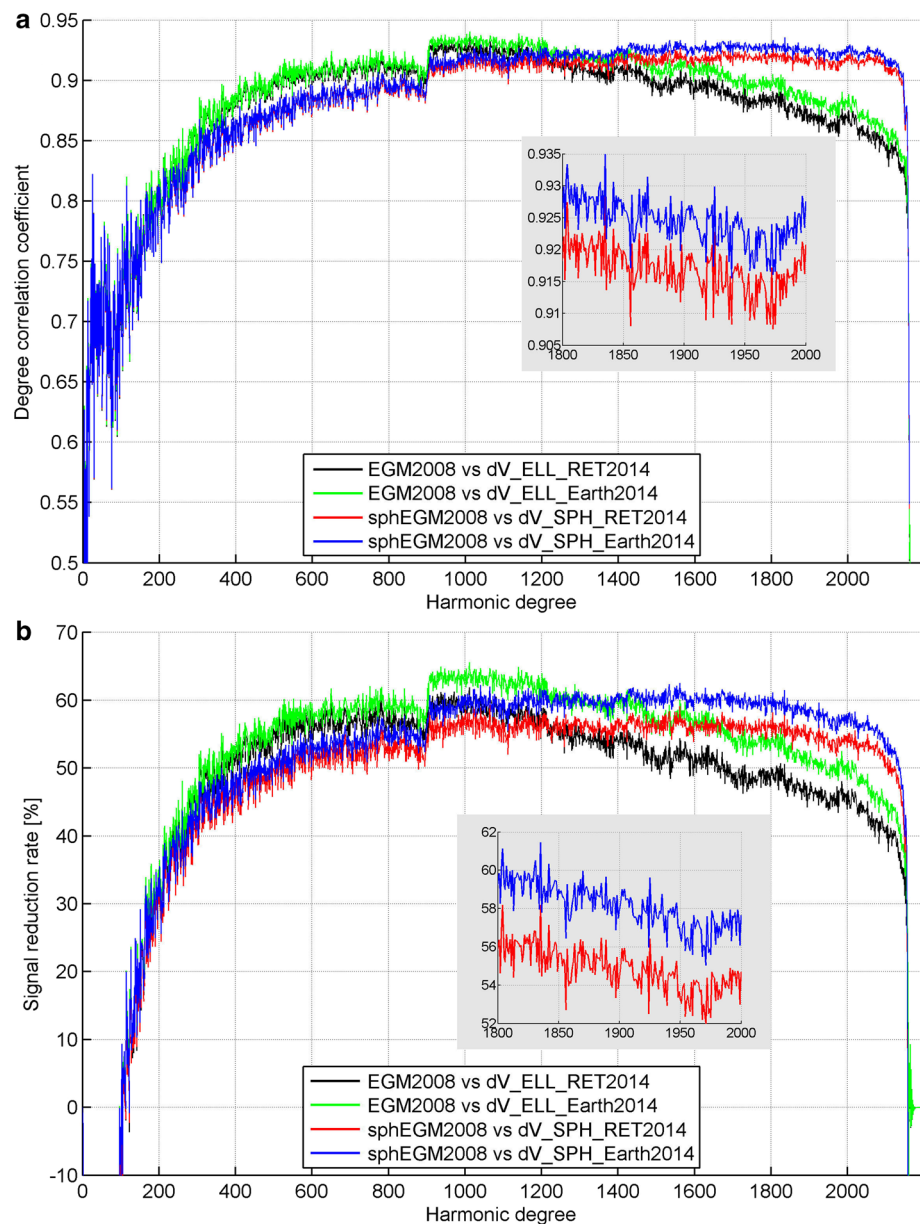 a
0.95
0.9
0.85
0.8
0.75
0.7
0.65
0.6
0.55
0.5
Degree correlation coefficient
0.935
0.93
0.925
0.92
0.915
0.91
0.905
1800 1850 1900 1950 2000
EGM2008 vs dV_ELL_RET2014
EGM2008 vs dV_ELL_Earth2014
sphEGM2008 vs dV_SPH_RET2014
sphEGM2008 vs dV_SPH_Earth2014
0 200 400 600 800 1000 1200 1400 1600 1800 2000
Harmonic degree
b
70
60
50
40
30
20
10
0
-10
Signal reduction rate [%]
62
60
58
56
54
52
1800 1850 1900 1950 2000
EGM2008 vs dV_ELL_RET2014
EGM2008 vs dV_ELL_Earth2014
sphEGM2008 vs dV_SPH_RET2014
sphEGM2008 vs dV_SPH_Earth2014
0 200 400 600 800 1000 1200 1400 1600 1800 2000
Harmonic degree